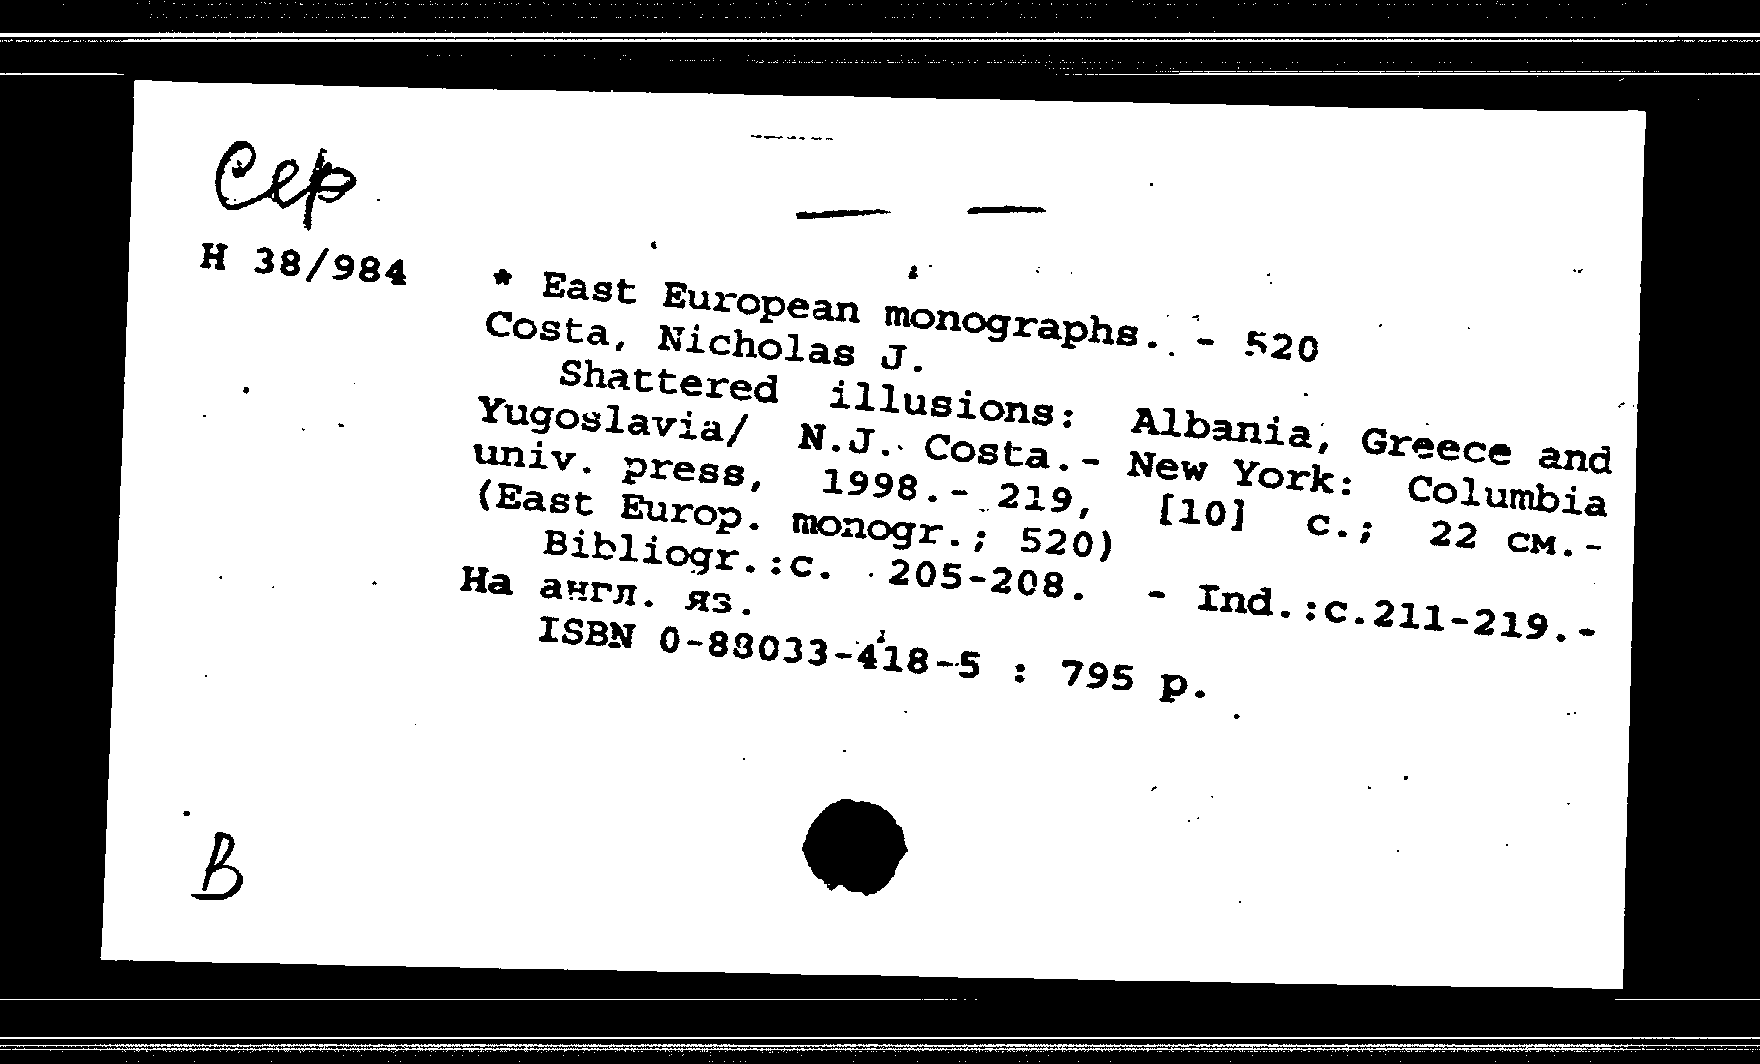 Сер
H 38/984
* East European monographs. - 520
Costa, Nicholas J.
Shattered illusions: Albania, Greece and
Yugoslavia/ N.J. Costa.- New York: Columbia
univ. press, 1998.- 219, [10] с.; 22 см.-
(East Europ. monogr.; 520)
Bibliogr.:с. 205-208. - Ind.:с.211-219.-
На англ. яз.
ISBN 0-88033-418-5 : 795 р.
В